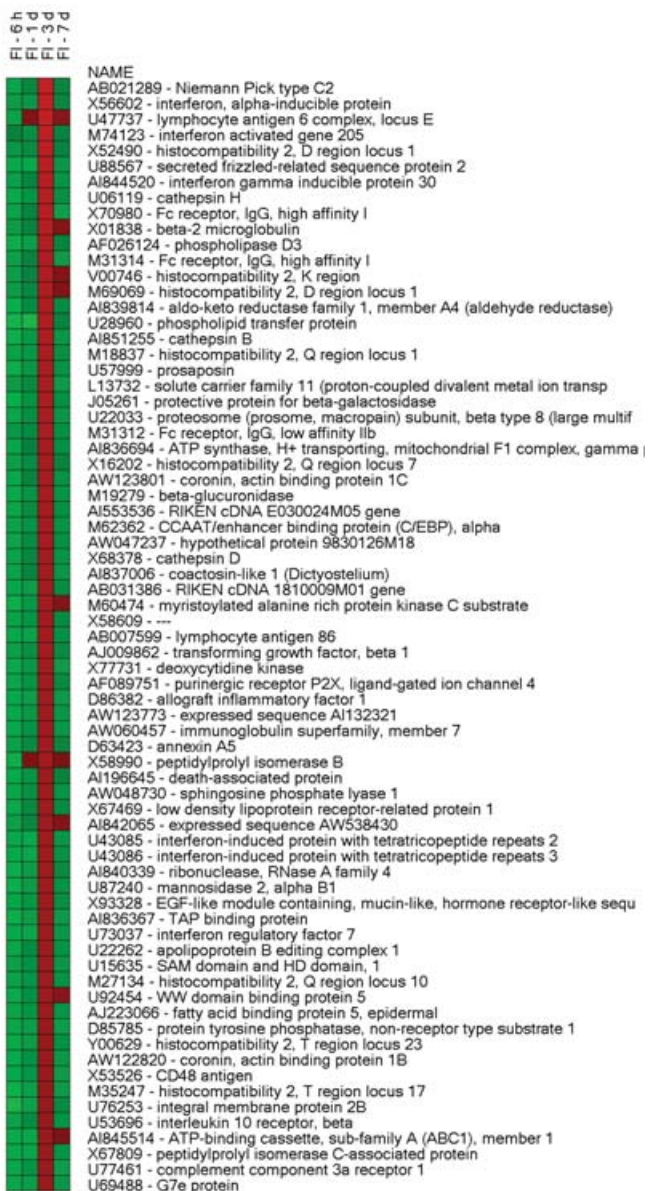 FI - 6 h
FI - 1 d
FI - 3 d
FI - 7 d
NAME
AB021289 - Niemann Pick type C2
X56602 - interferon, alpha-inducible protein
U47737 - lymphocyte antigen 6 complex, locus E
M74123 - interferon activated gene 205
X52490 - histocompatibility 2, D region locus 1
U88567 - secreted frizzled-related sequence protein 2
AI844520 - interferon gamma inducible protein 30
U06119 - cathepsin H
X70980 - Fc receptor, IgG, high affinity I
X01838 - beta-2 microglobulin
AF026124 - phospholipase D3
M31314 - Fc receptor, IgG, high affinity I
V00746 - histocompatibility 2, K region
M69069 - histocompatibility 2, D region locus 1
AI839814 - aldo-keto reductase family 1, member A4 (aldehyde reductase)
U28960 - phospholipid transfer protein
AI851255 - cathepsin B
M18837 - histocompatibility 2, Q region locus 1
U57999 - prosaposin
L13732 - solute carrier family 11 (proton-coupled divalent metal ion transp
J05261 - protective protein for beta-galactosidase
U22033 - proteosome (prosome, macropain) subunit, beta type 8 (large multif
M31312 - Fc receptor, IgG, low affinity IIb
AI836694 - ATP synthase, H+ transporting, mitochondrial F1 complex, gamma p
X16202 - histocompatibility 2, Q region locus 7
AW123801 - coronin, actin binding protein 1C
M19279 - beta-glucuronidase
AI553536 - RIKEN cDNA E030024M05 gene
M62362 - CCAAT/enhancer binding protein (C/EBP), alpha
AW047237 - hypothetical protein 9830126M18
X68378 - cathepsin D
AI837006 - coactosin-like 1 (Dictyostelium)
AB031386 - RIKEN cDNA 1810009M01 gene
M60474 - myristoylated alanine rich protein kinase C substrate
X58609 - ---
AB007599 - lymphocyte antigen 86
AJ009862 - transforming growth factor, beta 1
X77731 - deoxycytidine kinase
AF089751 - purinergic receptor P2X, ligand-gated ion channel 4
D86382 - allograft inflammatory factor 1
AW123773 - expressed sequence AI132321
AW060457 - immunoglobulin superfamily, member 7
D63423 - annexin A5
X58990 - peptidylprolyl isomerase B
AI196645 - death-associated protein
AW048730 - sphingosine phosphate lyase 1
X67469 - low density lipoprotein receptor-related protein 1
AI842065 - expressed sequence AW538430
U43085 - interferon-induced protein with tetratricopeptide repeats 2
U43086 - interferon-induced protein with tetratricopeptide repeats 3
AI840339 - ribonuclease, RNase A family 4
U87240 - mannosidase 2, alpha B1
X93328 - EGF-like module containing, mucin-like, hormone receptor-like sequ
AI836367 - TAP binding protein
U73037 - interferon regulatory factor 7
U22262 - apolipoprotein B editing complex 1
U15635 - SAM domain and HD domain, 1
M27134 - histocompatibility 2, Q region locus 10
U92454 - WW domain binding protein 5
AJ223066 - fatty acid binding protein 5, epidermal
D85785 - protein tyrosine phosphatase, non-receptor type substrate 1
Y00629 - histocompatibility 2, T region locus 23
AW122820 - coronin, actin binding protein 1B
X53526 - CD48 antigen
M35247 - histocompatibility 2, T region locus 17
U76253 - integral membrane protein 2B
U53696 - interleukin 10 receptor, beta
AI845514 - ATP-binding cassette, sub-family A (ABC1), member 1
X67809 - peptidylprolyl isomerase C-associated protein
U77461 - complement component 3a receptor 1
U69488 - G7e protein